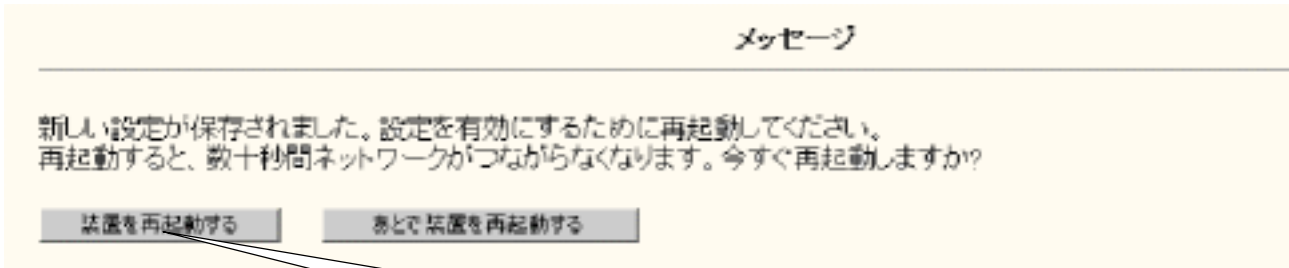 メッセージ
新しい設定が保存されました。設定を有効にするために再起動してください。
再起動すると、数十秒間ネットワークがつながらなくなります。今すぐ再起動しますか?
装置を再起動する
あとで装置を再起動する